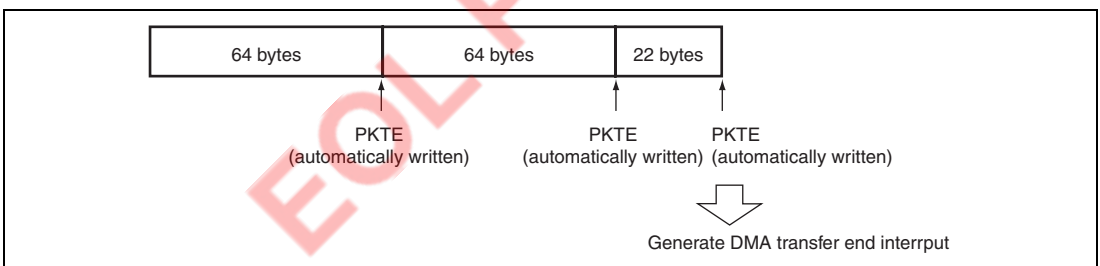 64 bytes 64 bytes 22 bytes
PKTE PKTE PKTE
(automatically written) (automatically written) (automatically written)
Generate DMA transfer end interrput
EOL P